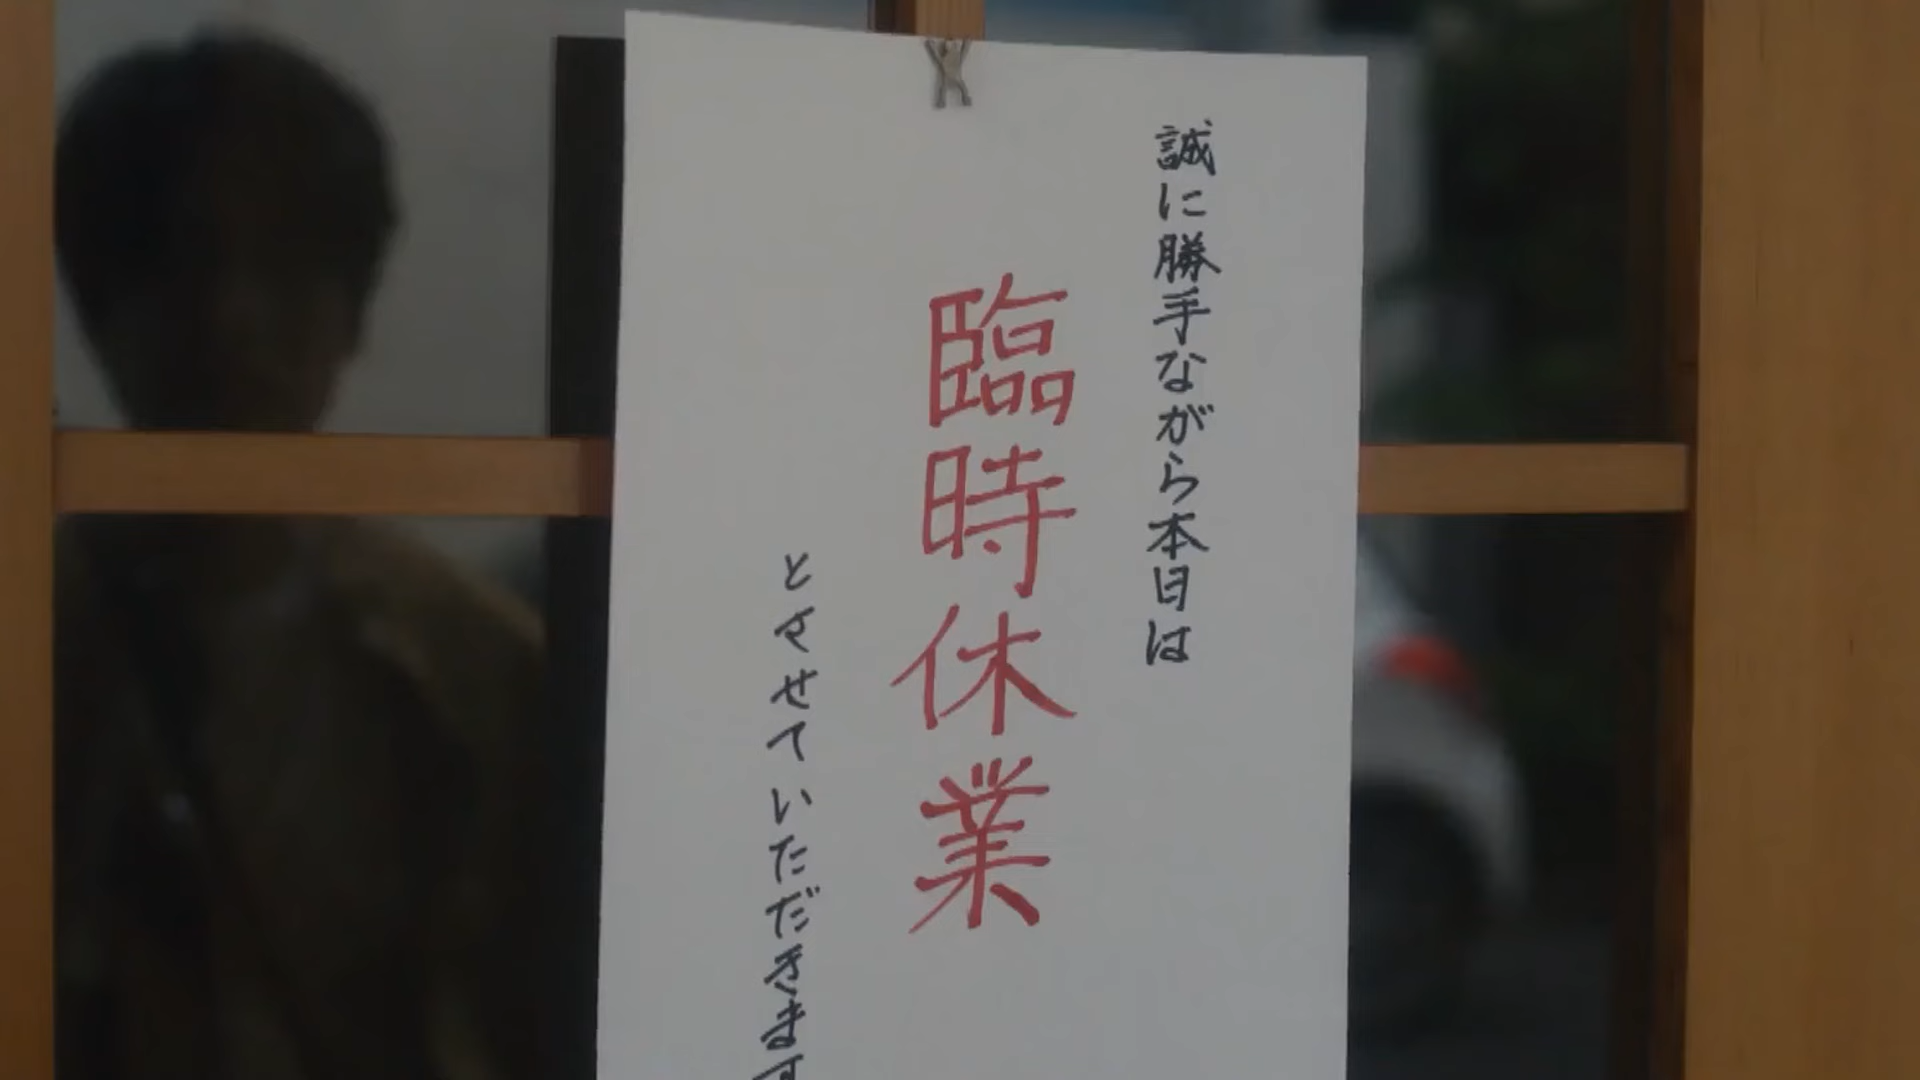 誠に勝手ながら本日は
臨時休業
とさせていただきます